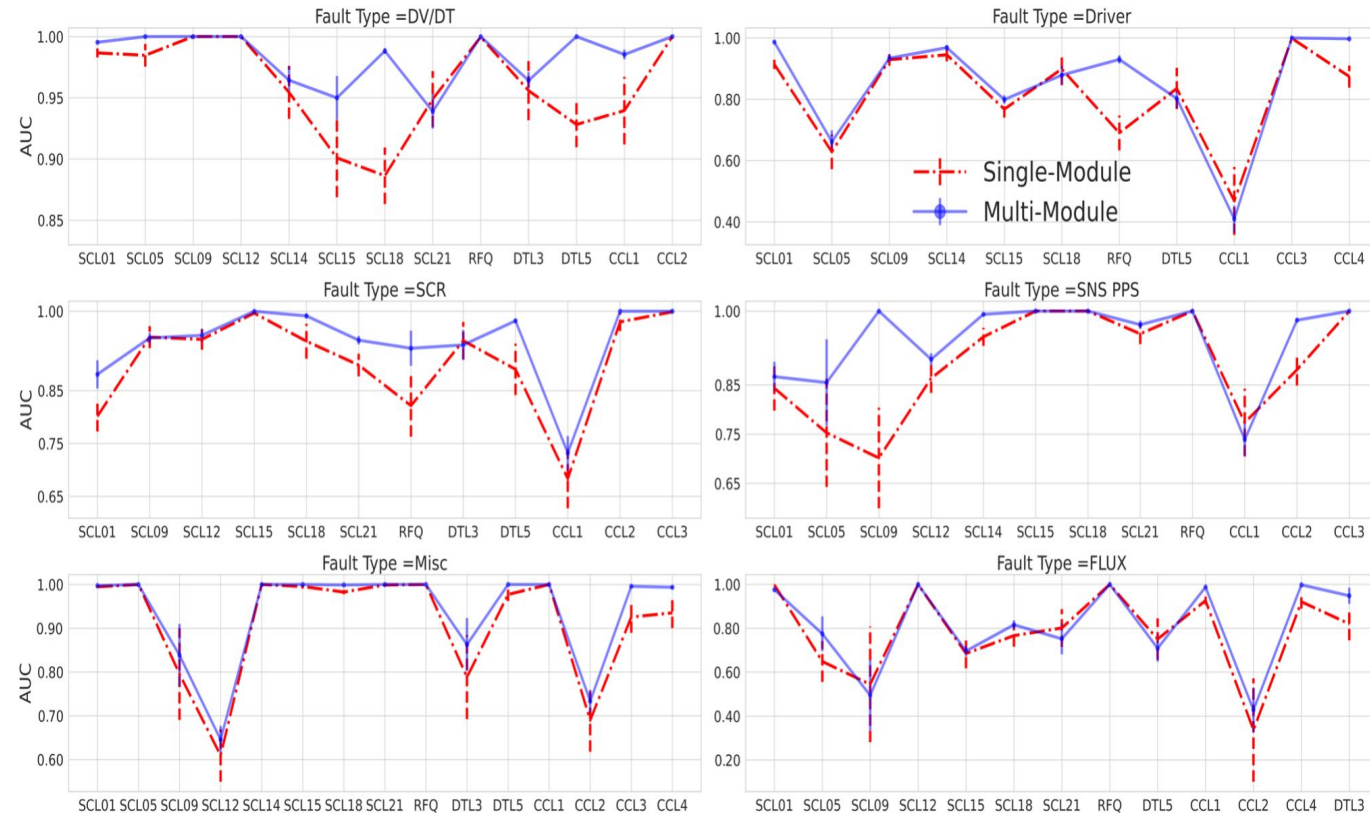 Fault Type =DV/DT
AUC
1.00
0.95
0.90
0.85
SCL01 SCL05 SCL09 SCL12 SCL14 SCL15 SCL18 SCL21 RFQ DTL3 DTL5 CCL1 CCL2
Fault Type =Driver
1.00
0.80
0.60
0.40
Single-Module
Multi-Module
SCL01 SCL05 SCL09 SCL14 SCL15 SCL18 RFQ DTL5 CCL1 CCL3 CCL4
Fault Type =SCR
AUC
1.00
0.85
0.75
0.65
SCL01 SCL09 SCL12 SCL15 SCL18 SCL21 RFQ DTL3 DTL5 CCL1 CCL2 CCL3
Fault Type =SNS PPS
1.00
0.85
0.75
0.65
SCL01 SCL05 SCL09 SCL12 SCL14 SCL15 SCL18 SCL21 RFQ CCL1 CCL2 CCL3
Fault Type =Misc
AUC
1.00
0.90
0.80
0.70
0.60
SCL01 SCL05 SCL09 SCL12 SCL14 SCL15 SCL18 SCL21 RFQ DTL3 DTL5 CCL1 CCL2 CCL3 CCL4
Fault Type =FLUX
1.00
0.80
0.60
0.40
0.20
SCL01 SCL05 SCL09 SCL12 SCL15 SCL18 SCL21 RFQ DTL5 CCL1 CCL2 CCL4 DTL3